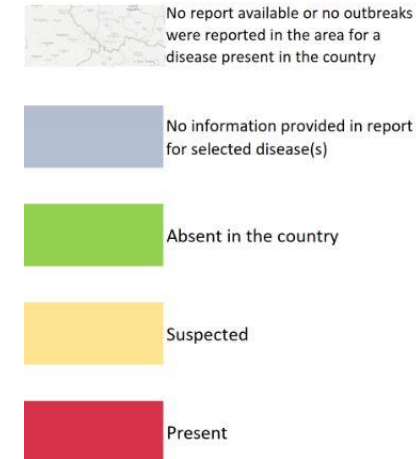 No report available or no outbreaks
were reported in the area for a
disease present in the country
No information provided in report
for selected disease(s)
Absent in the country
Suspected
Present